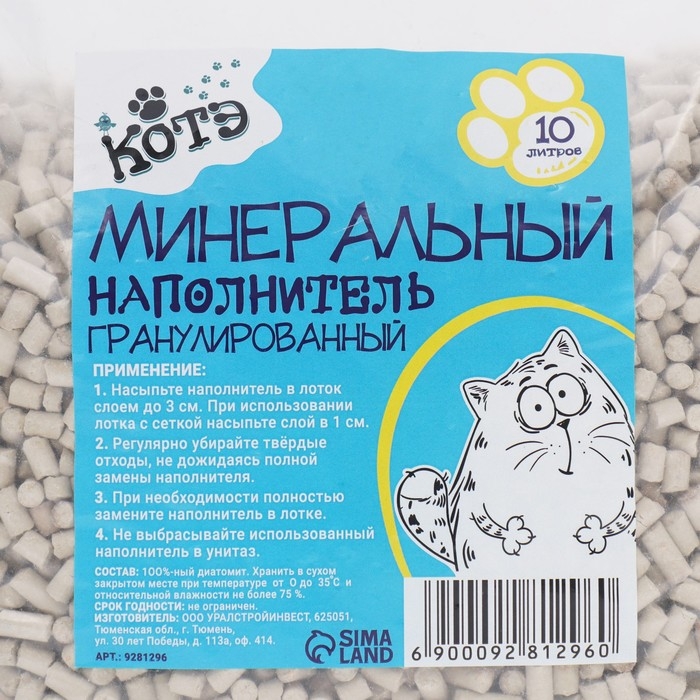 КОТЭ
10
ЛИТРОВ
МИНЕРАЛЬНЫЙ
НАПОЛНИТЕЛЬ
ГРАНУЛИРОВАННЫЙ
ПРИМЕНЕНИЕ:
1. Насыпьте наполнитель в лоток
слоем до 3 см. При использовании
лотка с сеткой насыпьте слой в 1 см.
2. Регулярно убирайте твёрдые
отходы, не дожидаясь полной
замены наполнителя.
3. При необходимости полностью
замените наполнитель в лотке.
4. Не выбрасывайте использованный
наполнитель в унитаз.
СОСТАВ: 100%-ный диатомит. Хранить в сухом
закрытом месте при температуре от 0 до 35°С и
относительной влажности не более 75 %.
СРОК ГОДНОСТИ: не ограничен.
ИЗГОТОВИТЕЛЬ: ООО УРАЛСТРОЙИНВЕСТ, 625051,
Тюменская обл., г. Тюмень,
ул. 30 лет Победы, д. 113а, оф. 414.
АРТ.: 9281296
SIMA
LAND
6 900092 812960